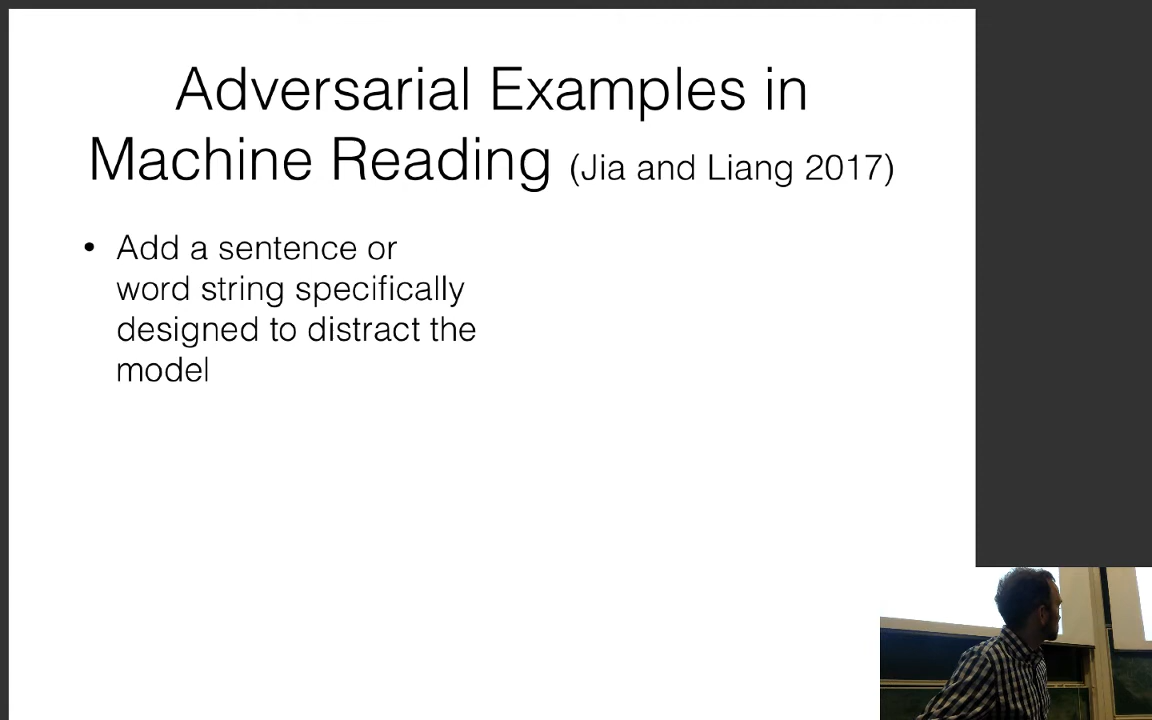 Adversarial Examples in
Machine Reading (Jia and Liang 2017)
• Add a sentence or
word string specifically
designed to distract the
model